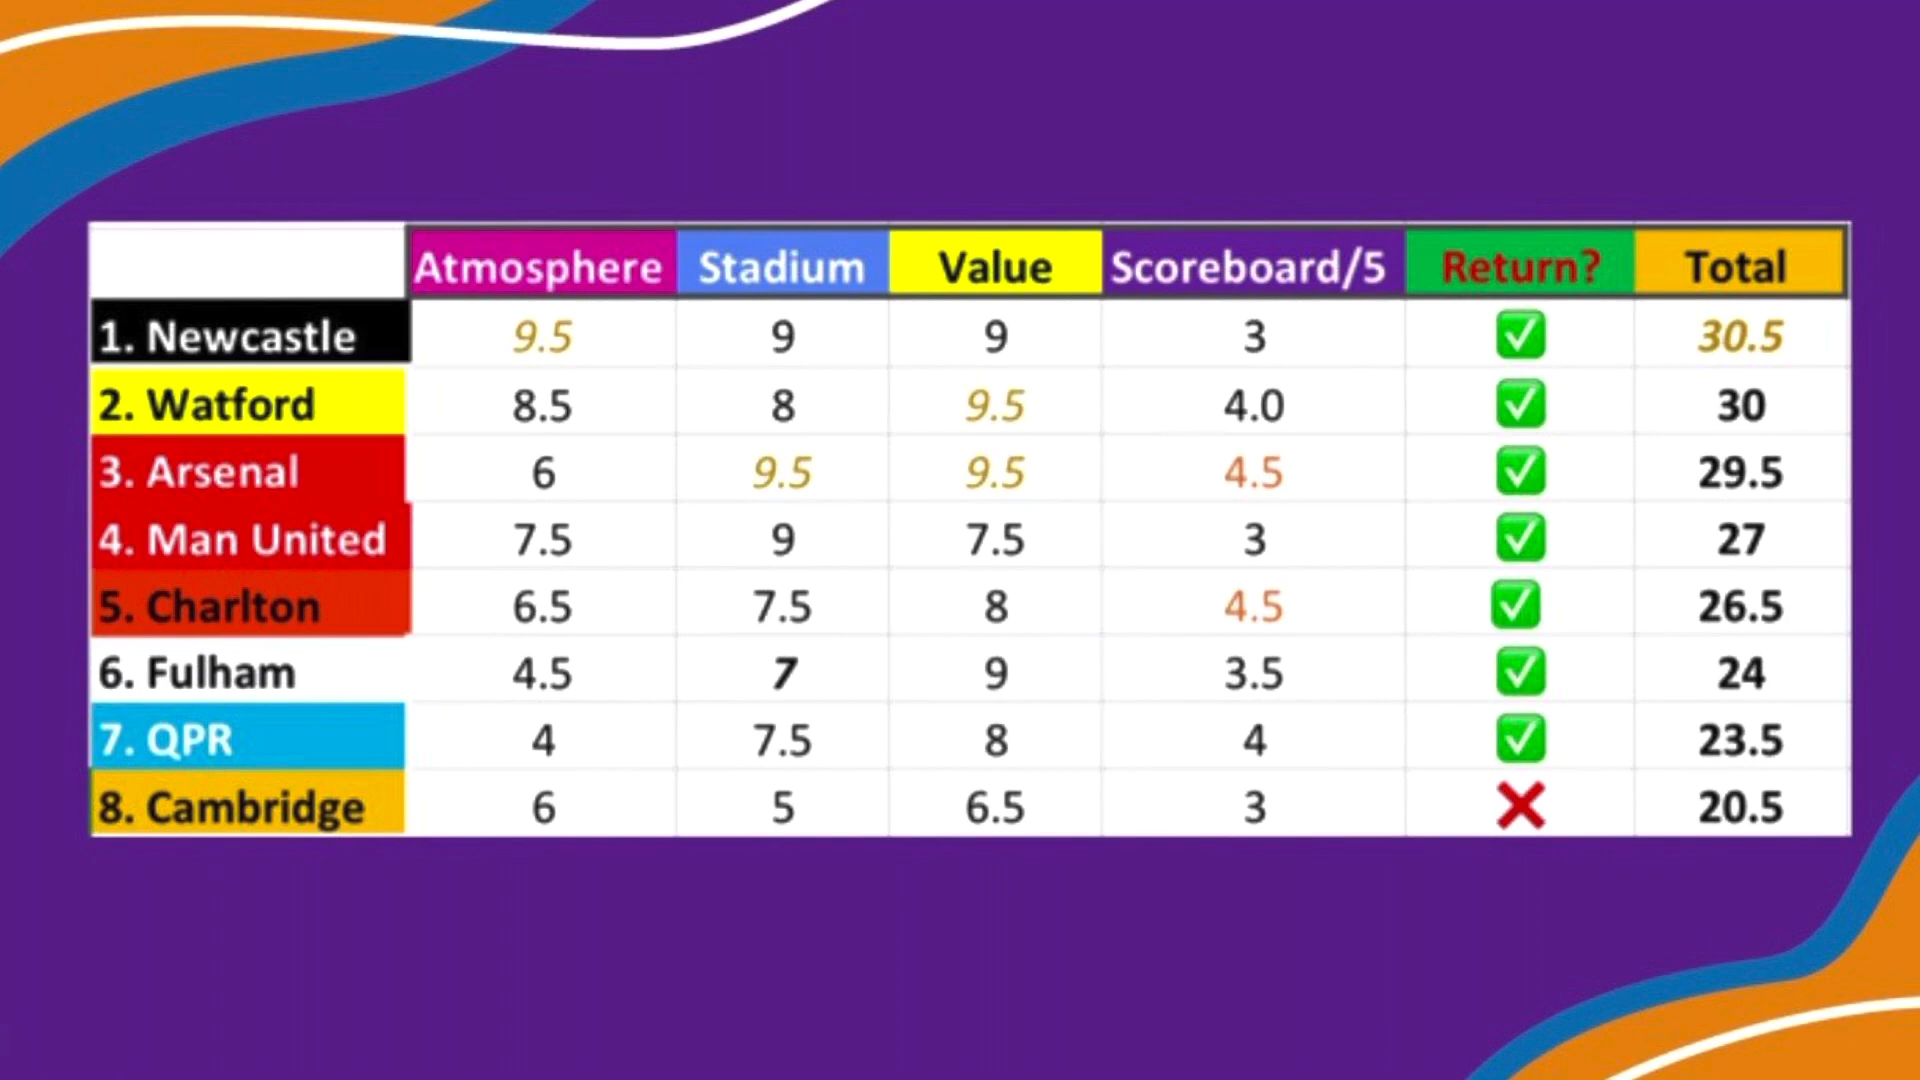 Atmosphere Stadium Value Scoreboard/5 Return? Total
1. Newcastle 9.5 9 9 3 ✅ 30.5
2. Watford 8.5 8 9.5 4.0 ✅ 30
3. Arsenal 6 9.5 9.5 4.5 ✅ 29.5
4. Man United 7.5 9 7.5 3 ✅ 27
5. Charlton 6.5 7.5 8 4.5 ✅ 26.5
6. Fulham 4.5 7 9 3.5 ✅ 24
7. QPR 4 7.5 8 4 ✅ 23.5
8. Cambridge 6 5 6.5 3 ❌ 20.5